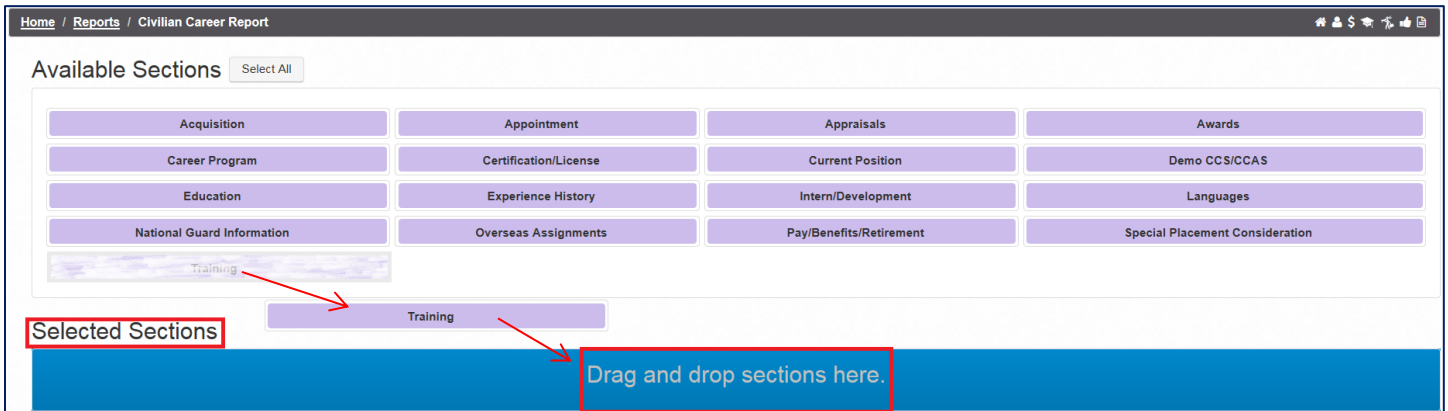 Home / Reports / Civilian Career Report
Available Sections Select All
Acquisition Appointment Appraisals Awards
Career Program Certification/License Current Position Demo CCS/CCAS
Education Experience History Intern/Development Languages
National Guard Information Overseas Assignments Pay/Benefits/Retirement Special Placement Consideration
Training
Training
Selected Sections
Drag and drop sections here.